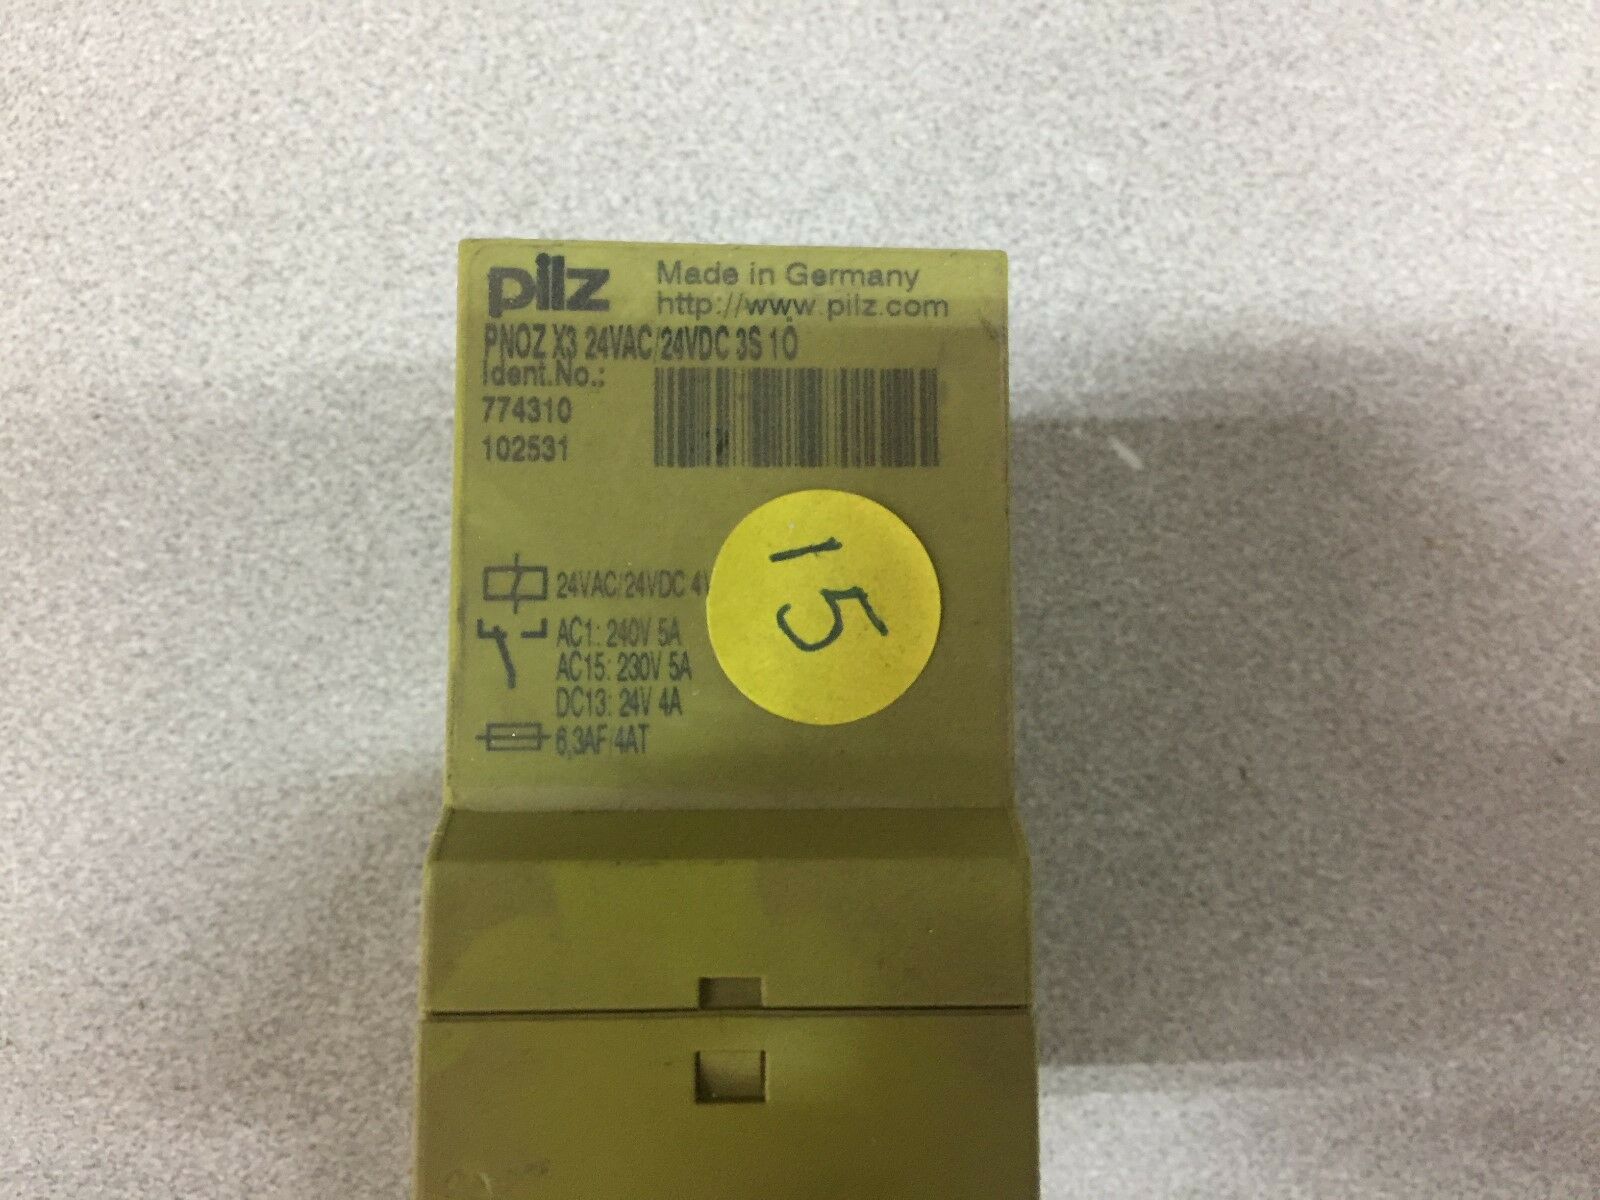 pilz
Made in Germany
http://www.pilz.com
PNOZ X3 24VAC/24VDC 3S 1Ö
Ident.No.:
774310
102531
24VAC/24VDC
AC1: 240V 5A
AC15: 230V 5A
DC13: 24V 4A
6,3AF/4AT
15